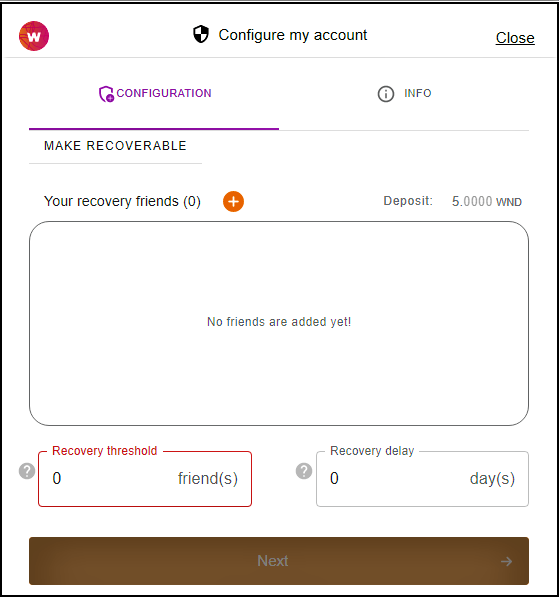 w Configure my account Close
CONFIGURATION INFO
MAKE RECOVERABLE
Your recovery friends (0) Deposit: 5.0000 WND
No friends are added yet!
Recovery threshold Recovery delay
? 0 friend(s) ? 0 day(s)
Next